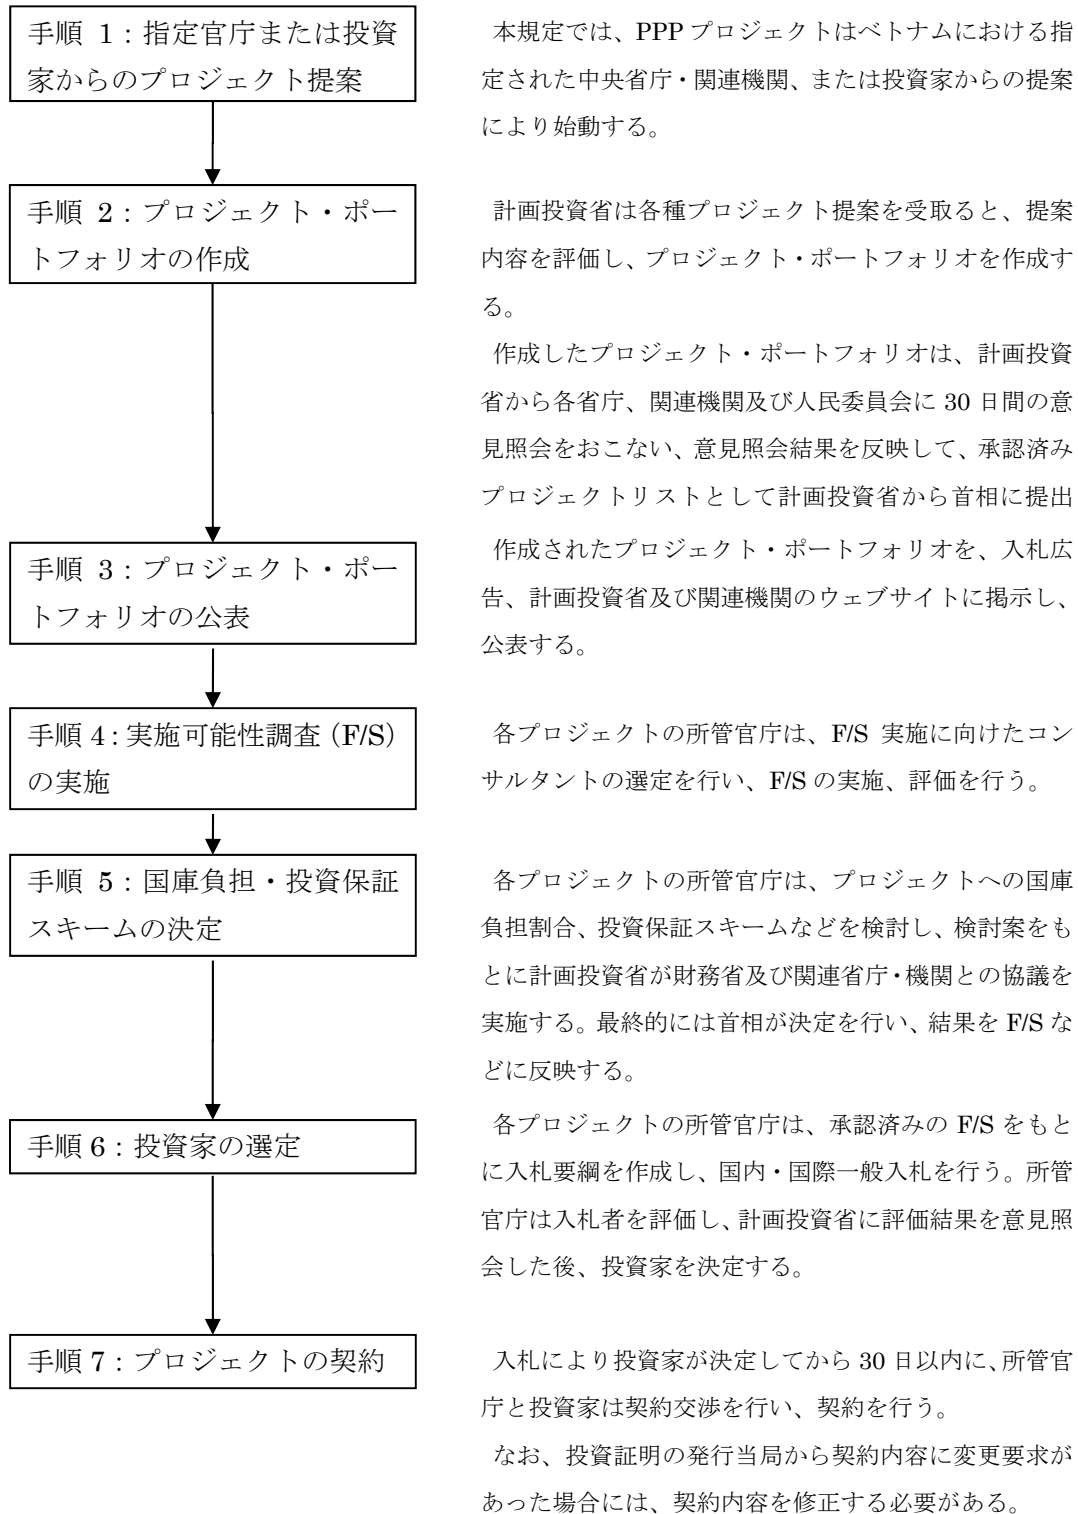 手順 1：指定官庁または投資
家からのプロジェクト提案
本規定では、PPP プロジェクトはベトナムにおける指
定された中央省庁・関連機関、または投資家からの提案
により始動する。
手順 2：プロジェクト・ポー
トフォリオの作成
計画投資省は各種プロジェクト提案を受取ると、提案
内容を評価し、プロジェクト・ポートフォリオを作成す
る。
作成したプロジェクト・ポートフォリオは、計画投資
省から各省庁、関連機関及び人民委員会に 30 日間の意
見照会をおこない、意見照会結果を反映して、承認済み
プロジェクトリストとして計画投資省から首相に提出
手順 3：プロジェクト・ポー
トフォリオの公表
作成されたプロジェクト・ポートフォリオを、入札広
告、計画投資省及び関連機関のウェブサイトに掲示し、
公表する。
手順 4：実施可能性調査（F/S）
の実施
各プロジェクトの所管官庁は、F/S 実施に向けたコン
サルタントの選定を行い、F/S の実施、評価を行う。
手順 5：国庫負担・投資保証
スキームの決定
各プロジェクトの所管官庁は、プロジェクトへの国庫
負担割合、投資保証スキームなどを検討し、検討案をも
とに計画投資省が財務省及び関連省庁・機関との協議を
実施する。最終的には首相が決定を行い、結果を F/S な
どに反映する。
手順 6：投資家の選定
各プロジェクトの所管官庁は、承認済みの F/S をもと
に入札要綱を作成し、国内・国際一般入札を行う。所管
官庁は入札者を評価し、計画投資省に評価結果を意見照
会した後、投資家を決定する。
手順 7：プロジェクトの契約
入札により投資家が決定してから 30 日以内に、所管官
庁と投資家は契約交渉を行い、契約を行う。
なお、投資証明の発行当局から契約内容に変更要求が
あった場合には、契約内容を修正する必要がある。